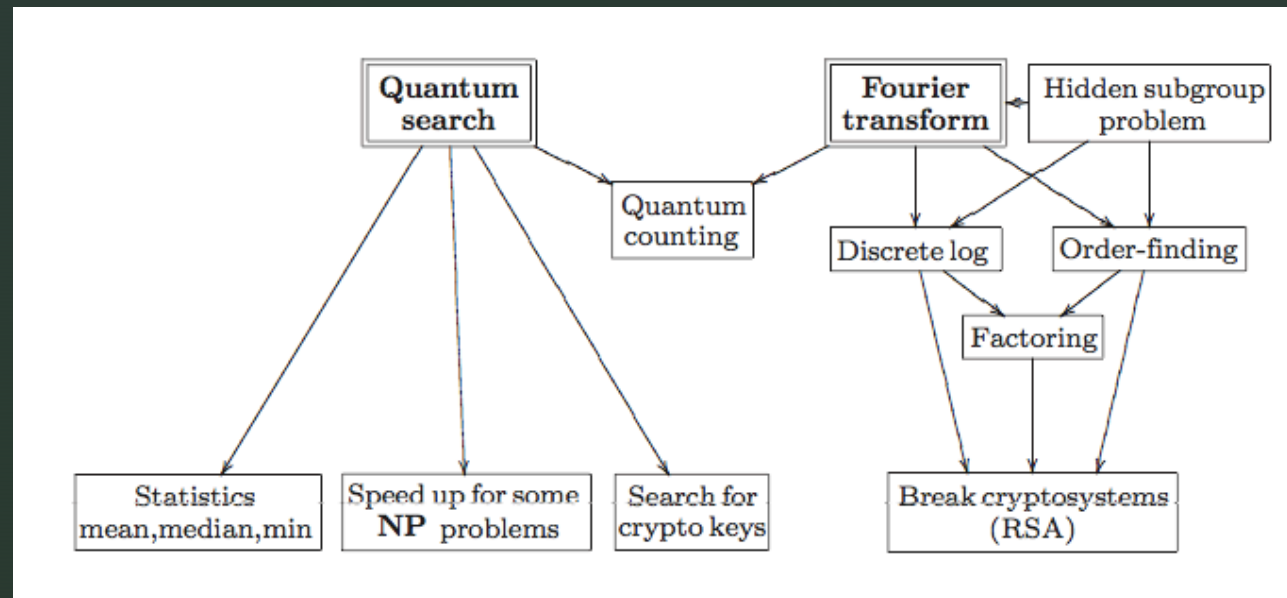 Quantum
search
Fourier
transform
Hidden subgroup
problem
Quantum
counting
Discrete log
Order-finding
Factoring
Statistics
mean,median,min
Speed up for some
NP problems
Search for
crypto keys
Break cryptosystems
(RSA)